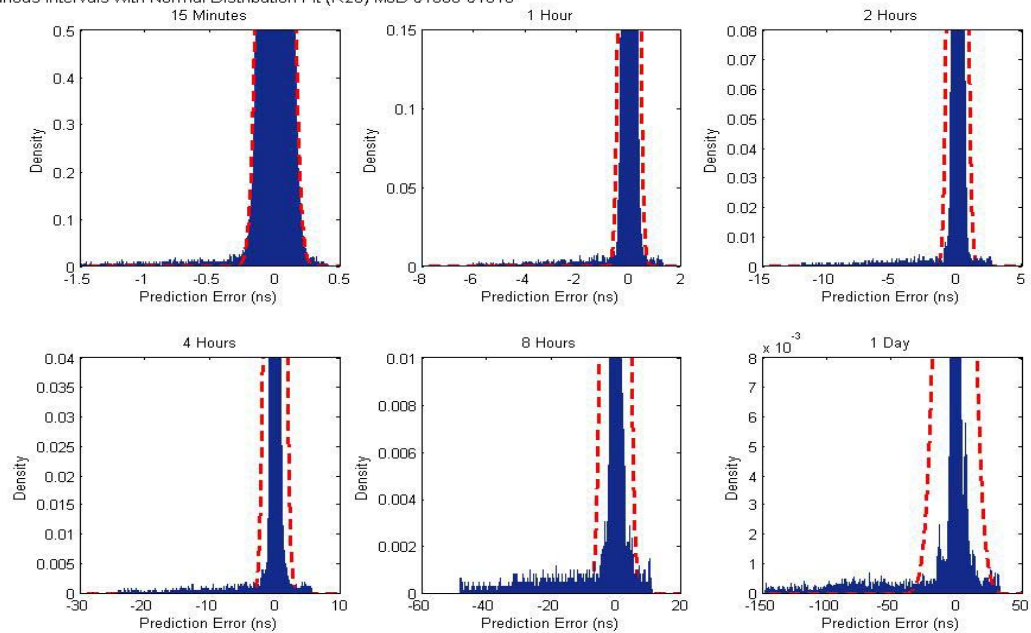 Intervals with Normal Distribution Fit
15 Minutes
0.5
0.4
0.3
0.2
0.1
0
Density
-1.5 -1 -0.5 0 0.5
Prediction Error (ns)
1 Hour
0.15
0.1
0.05
0
Density
-8 -6 -4 -2 0 2
Prediction Error (ns)
2 Hours
0.08
0.07
0.06
0.05
0.04
0.03
0.02
0.01
0
Density
-15 -10 -5 0 5
Prediction Error (ns)
4 Hours
0.04
0.035
0.03
0.025
0.02
0.015
0.01
0.005
0
Density
-30 -20 -10 0 10
Prediction Error (ns)
8 Hours
0.01
0.008
0.006
0.004
0.002
0
Density
-60 -40 -20 0 20
Prediction Error (ns)
1 Day
x 10-3
8
7
6
5
4
3
2
1
0
Density
-150 -100 -50 0 50
Prediction Error (ns)